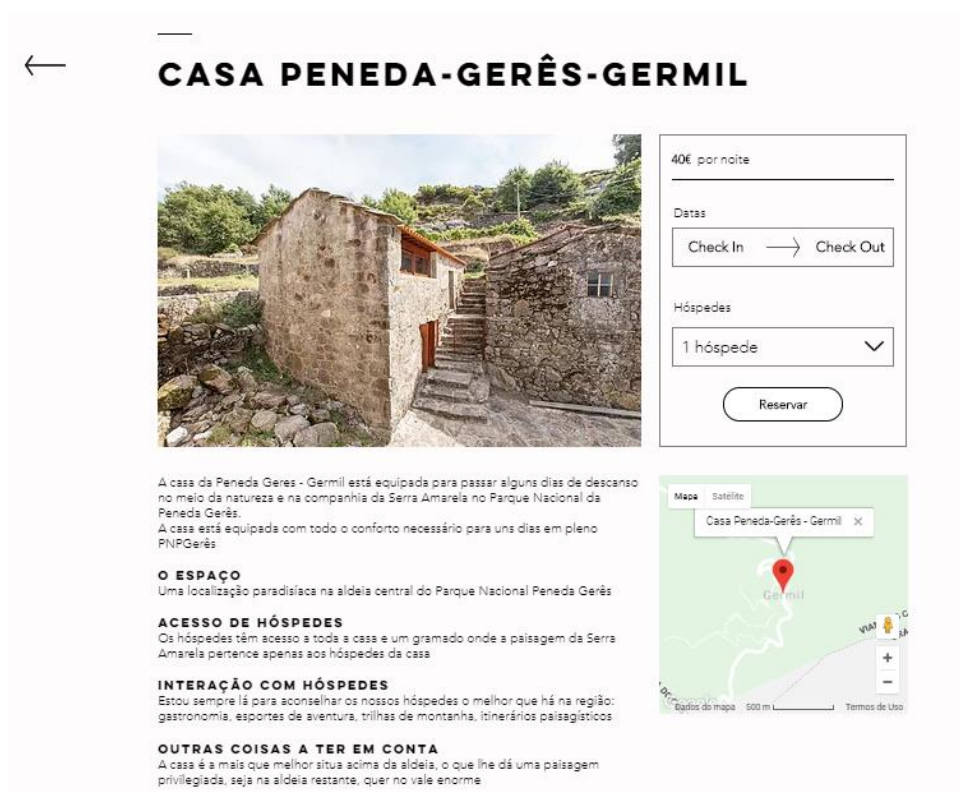 CASA PENEDA-GERÊS-GERMIL
40€ por noite
Datas
Check In
Check Out
Hóspedes
1 hóspede
Reservar
A casa da Peneda Geres - Germil está equipada para passar alguns dias de descanso
no meio da natureza e na companhia da Serra Amarela no Parque Nacional da
Peneda Gerês.
A casa está equipada com todo o conforto necessário para uns dias em pleno
PNPGerês
O ESPAÇO
Uma localização paradisíaca na aldeia central do Parque Nacional Peneda Gerês
ACESSO DE HÓSPEDES
Os hóspedes têm acesso a toda a casa e um gramado onde a paisagem da Serra
Amarela pertence apenas aos hóspedes da casa
INTERAÇÃO COM HÓSPEDES
Estou sempre lá para aconselhar os nossos hóspedes o melhor que há na região:
gastronomia, esportes de aventura, trilhas de montanha, itinerários paisagísticos
OUTRAS COISAS A TER EM CONTA
A casa é a mais que melhor situa acima da aldeia, o que lhe dá uma paisagem
privilegiada, seja na aldeia restante, quer no vale enorme
Mapa Satélite
Casa Peneda-Gerês - Germil
Germil
Google
Dados do mapa 500 m Termos de Uso